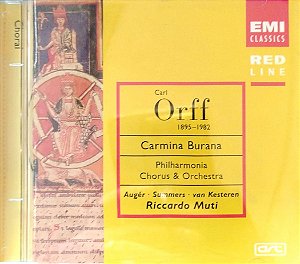 Choral
EMI
CLASSICS
RED
LINE
Carl
Orff
1895-1982
Carmina Burana
Philharmonia
Chorus & Orchestra
Augér · Summers · van Kesteren
Riccardo Muti